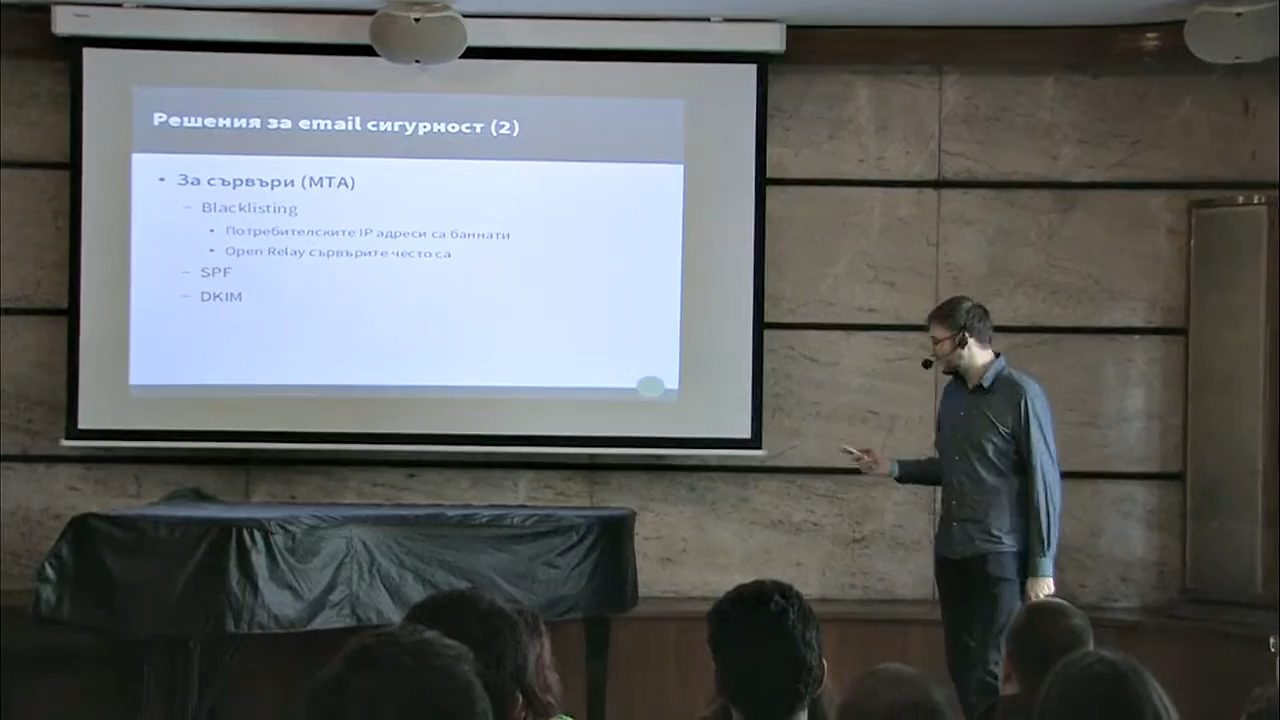 Решения за email сигурност (2)
• За сървъри (MTA)
– Blacklisting
• Потребителските IP адреси са баннати
• Open Relay сървърите често са
– SPF
– DKIM